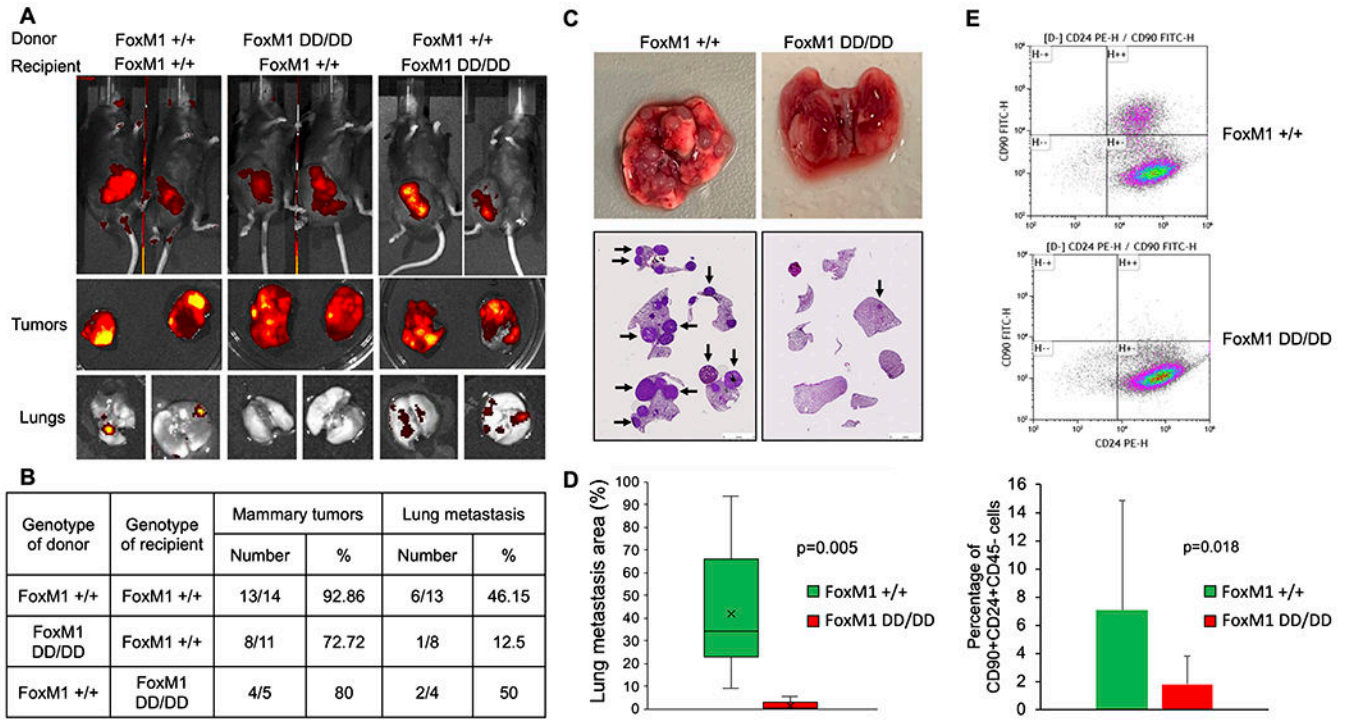 A
Donor
FoxM1 +/+
FoxM1 DD/DD
FoxM1 +/+
Recipient
FoxM1 +/+
FoxM1 +/+
FoxM1 DD/DD
Tumors
Lungs
B
Genotype of donor
Genotype of recipient
Mammary tumors
Lung metastasis
Number
%
Number
%
FoxM1 +/+
FoxM1 +/+
13/14
92.86
6/13
46.15
FoxM1 DD/DD
FoxM1 +/+
8/11
72.72
1/8
12.5
FoxM1 +/+
FoxM1 DD/DD
4/5
80
2/4
50
C
FoxM1 +/+
FoxM1 DD/DD
D
Lung metastasis area (%)
100
90
80
70
60
50
40
30
20
10
0
p=0.005
FoxM1 +/+
FoxM1 DD/DD
E
[D-] CD24 PE-H / CD90 FITC-H
H-+
H++
H--
H+-
CD90 FITC-H
FoxM1 +/+
[D-] CD24 PE-H / CD90 FITC-H
H-+
H++
H--
H+-
CD90 FITC-H
CD24 PE-H
FoxM1 DD/DD
Percentage of
CD90+CD24+CD45- cells
16
14
12
10
8
6
4
2
0
p=0.018
FoxM1 +/+
FoxM1 DD/DD